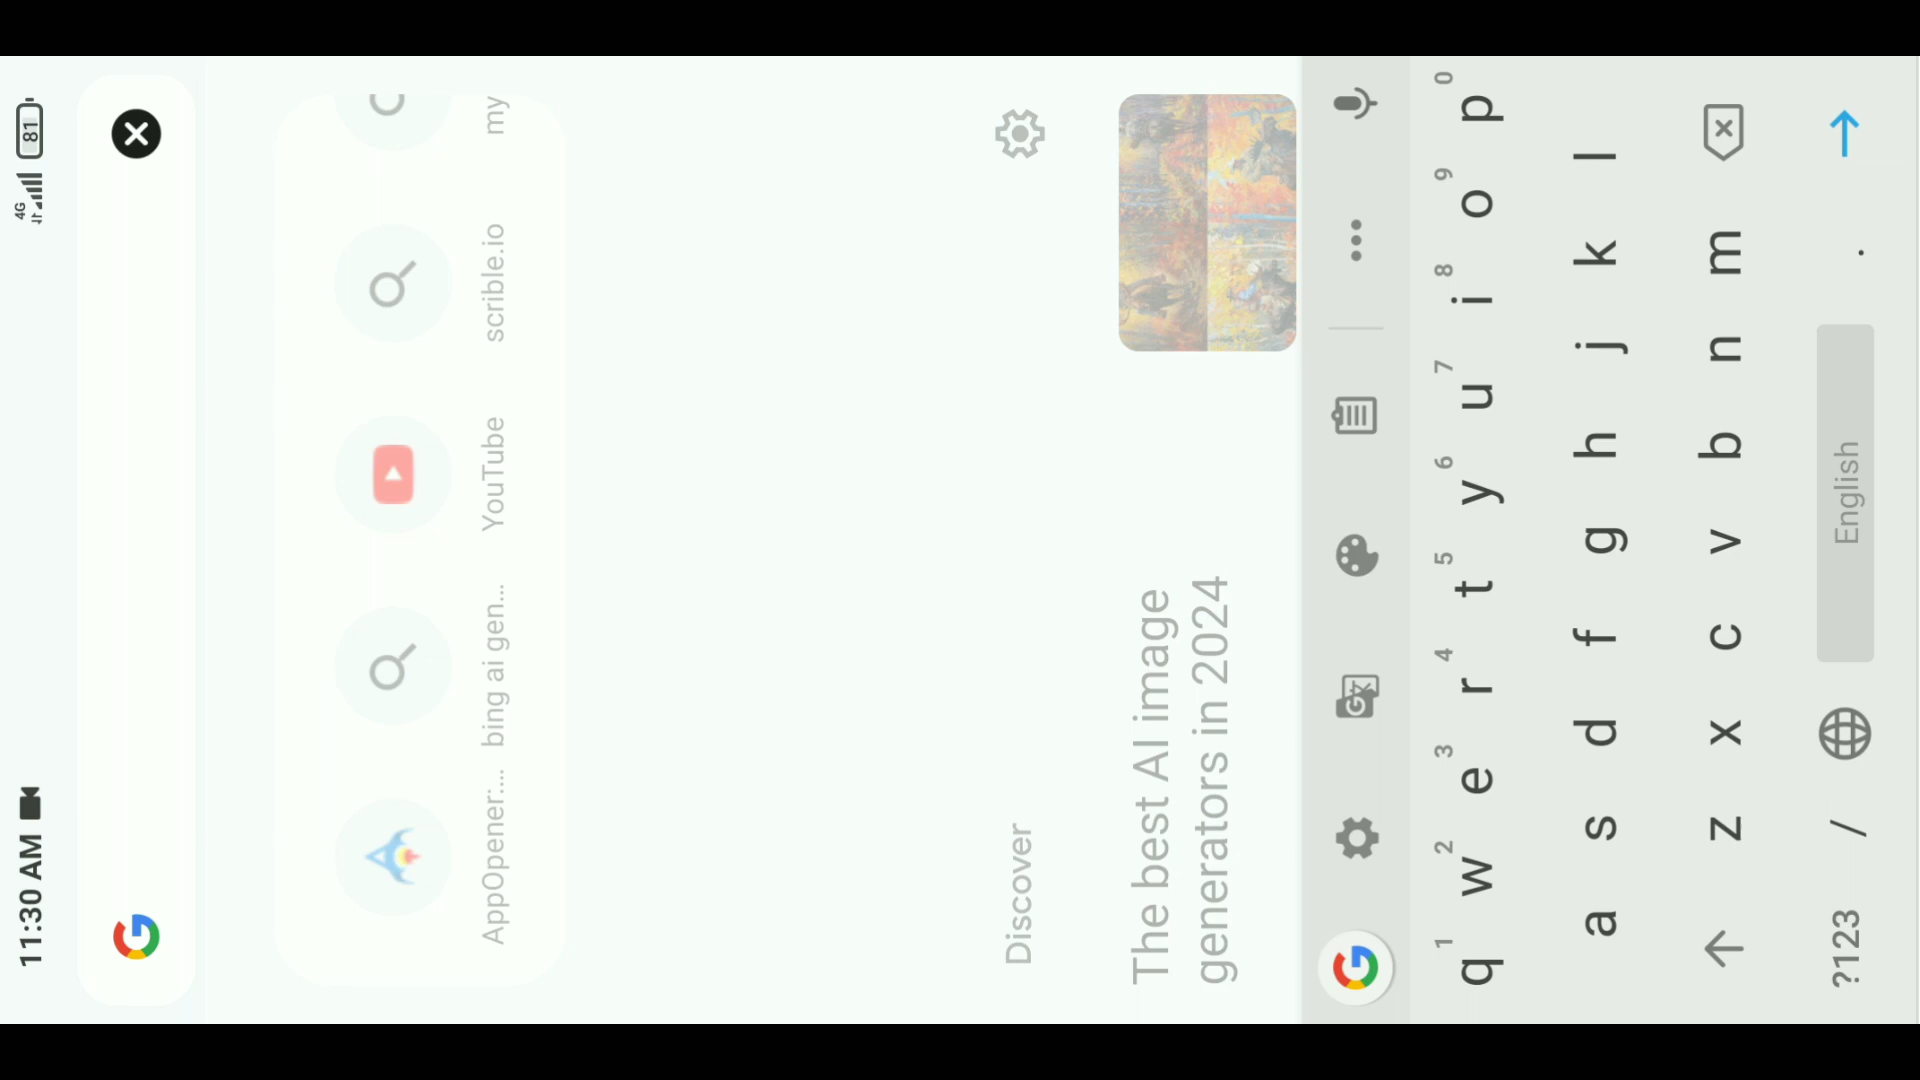 11:30 AM 4G 81
AppOpener:... bing ai gen... YouTube scrible.io my
Discover
The best AI image
generators in 2024
1 2 3 4 5 6 7 8 9 0
q w e r t y u i o p
a s d f g h j k l
z x c v b n m
?123 / English .